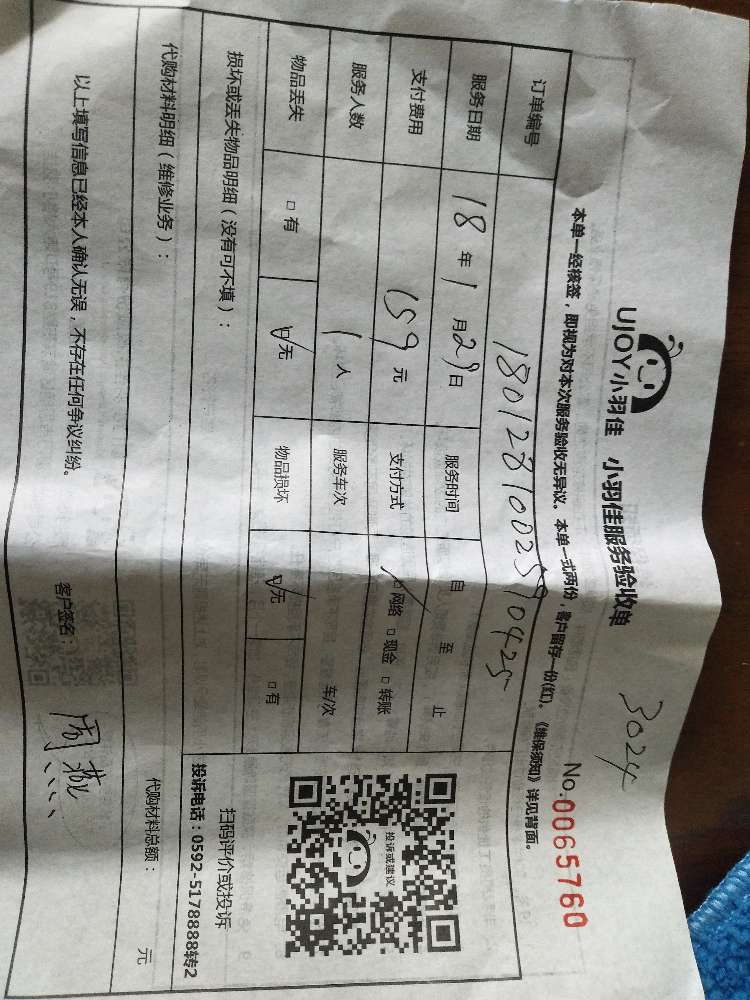 3024
UJOY小羽佳 小羽佳服务验收单
No.0065760
本单一经核签，即视为对本次服务验收无异议。本单一式两份，客户留存一份(红)。《维保须知》详见背面。
订单编号 1801281002590425
服务日期 18年1月29日 服务时间 自 至 止
支付费用 159元 支付方式 网络 现金 转账
服务人数 1人 服务车次 车/次
物品丢失 有 无 物品损坏 无 有
投诉或建议
扫码评价或投诉
投诉电话：0592-5178888转2
损坏或丢失物品明细（没有可不填）：
代购材料明细（维修业务）：
代购材料总额： 元
以上填写信息已经本人确认无误，不存在任何争议纠纷。
客户签名： 周